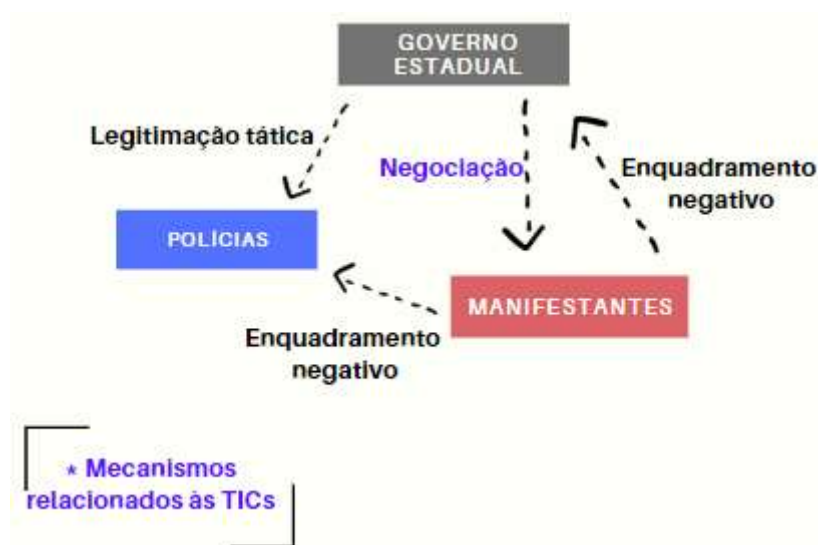 GOVERNO
ESTADUAL
Legitimação tática
Negociação
Enquadramento
negativo
POLÍCIAS
MANIFESTANTES
Enquadramento
negativo
* Mecanismos
relacionados às TICs